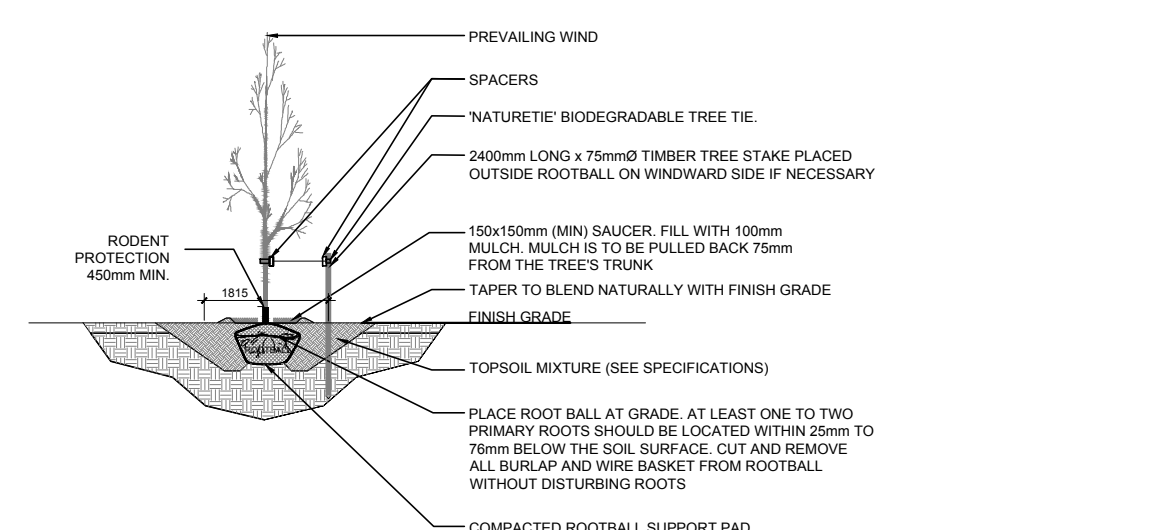 PREVAILING WIND
SPACERS
'NATURETIE' BIODEGRADABLE TREE TIE.
2400mm LONG x 75mmØ TIMBER TREE STAKE PLACED
OUTSIDE ROOTBALL ON WINDWARD SIDE IF NECESSARY
150x150mm (MIN) SAUCER. FILL WITH 100mm
MULCH. MULCH IS TO BE PULLED BACK 75mm
FROM THE TREE'S TRUNK
RODENT
PROTECTION
450mm MIN.
1815
TAPER TO BLEND NATURALLY WITH FINISH GRADE
FINISH GRADE
ROOTBALL
TOPSOIL MIXTURE (SEE SPECIFICATIONS)
PLACE ROOT BALL AT GRADE. AT LEAST ONE TO TWO
PRIMARY ROOTS SHOULD BE LOCATED WITHIN 25mm TO
76mm BELOW THE SOIL SURFACE. CUT AND REMOVE
ALL BURLAP AND WIRE BASKET FROM ROOTBALL
WITHOUT DISTURBING ROOTS
COMPACTED ROOTBALL SUPPORT PAD